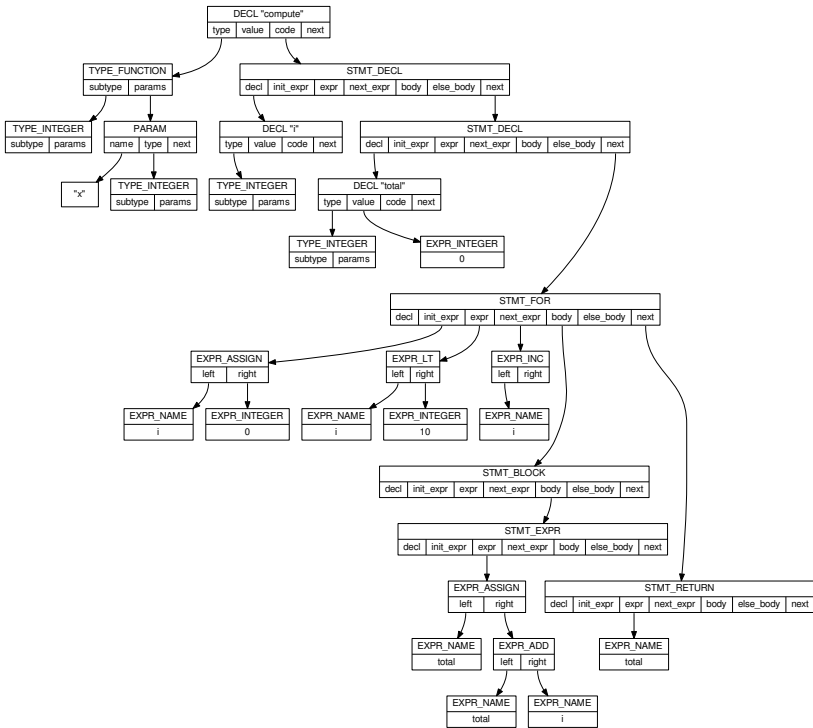 DECL "compute"
type value code next
TYPE_FUNCTION
subtype params
STMT_DECL
decl init_expr expr next_expr body else_body next
TYPE_INTEGER
subtype params
PARAM
name type next
DECL "i"
type value code next
STMT_DECL
decl init_expr expr next_expr body else_body next
"x"
TYPE_INTEGER
subtype params
TYPE_INTEGER
subtype params
DECL "total"
type value code next
TYPE_INTEGER
subtype params
EXPR_INTEGER
0
STMT_FOR
decl init_expr expr next_expr body else_body next
EXPR_ASSIGN
left right
EXPR_LT
left right
EXPR_INC
left right
EXPR_NAME
i
EXPR_INTEGER
0
EXPR_NAME
i
EXPR_INTEGER
10
EXPR_NAME
i
STMT_BLOCK
decl init_expr expr next_expr body else_body next
STMT_EXPR
decl init_expr expr next_expr body else_body next
EXPR_ASSIGN
left right
STMT_RETURN
decl init_expr expr next_expr body else_body next
EXPR_NAME
total
EXPR_ADD
left right
EXPR_NAME
total
EXPR_NAME
total
EXPR_NAME
i